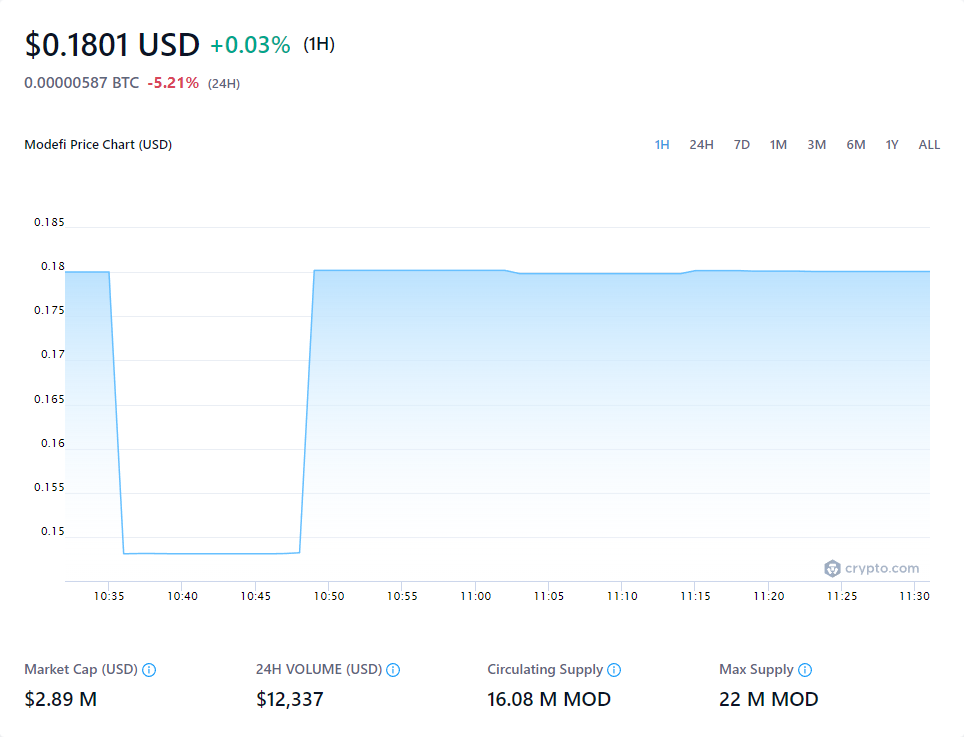 $0.1801 USD +0.03% (1H)
0.00000587 BTC -5.21% (24H)
Modefi Price Chart (USD)
1H 24H 7D 1M 3M 6M 1Y ALL
0.185
0.18
0.175
0.17
0.165
0.16
0.155
0.15
crypto.com
10:35 10:40 10:45 10:50 10:55 11:00 11:05 11:10 11:15 11:20 11:25 11:30
Market Cap (USD) 24H VOLUME (USD) Circulating Supply Max Supply
$2.89 M $12,337 16.08 M MOD 22 M MOD